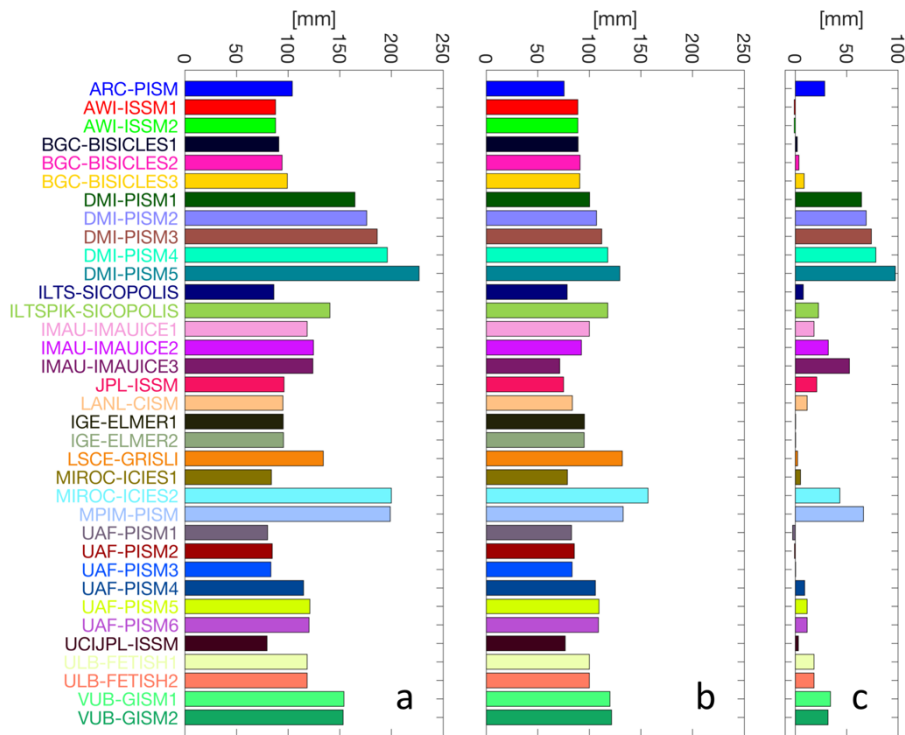 [mm] [mm] [mm]
0 50 100 150 200 250 0 50 100 150 200 250 0 50 100
ARC-PISM
AWI-ISSM1
AWI-ISSM2
BGC-BISICLES1
BGC-BISICLES2
BGC-BISICLES3
DMI-PISM1
DMI-PISM2
DMI-PISM3
DMI-PISM4
DMI-PISM5
ILTS-SICOPOLIS
ILTSPIK-SICOPOLIS
IMAU-IMAUICE1
IMAU-IMAUICE2
IMAU-IMAUICE3
JPL-ISSM
LANL-CISM
IGE-ELMER1
IGE-ELMER2
LSCE-GRISLI
MIROC-ICIES1
MIROC-ICIES2
MPIM-PISM
UAF-PISM1
UAF-PISM2
UAF-PISM3
UAF-PISM4
UAF-PISM5
UAF-PISM6
UCIJPL-ISSM
ULB-FETISH1
ULB-FETISH2
VUB-GISM1
VUB-GISM2
a b c